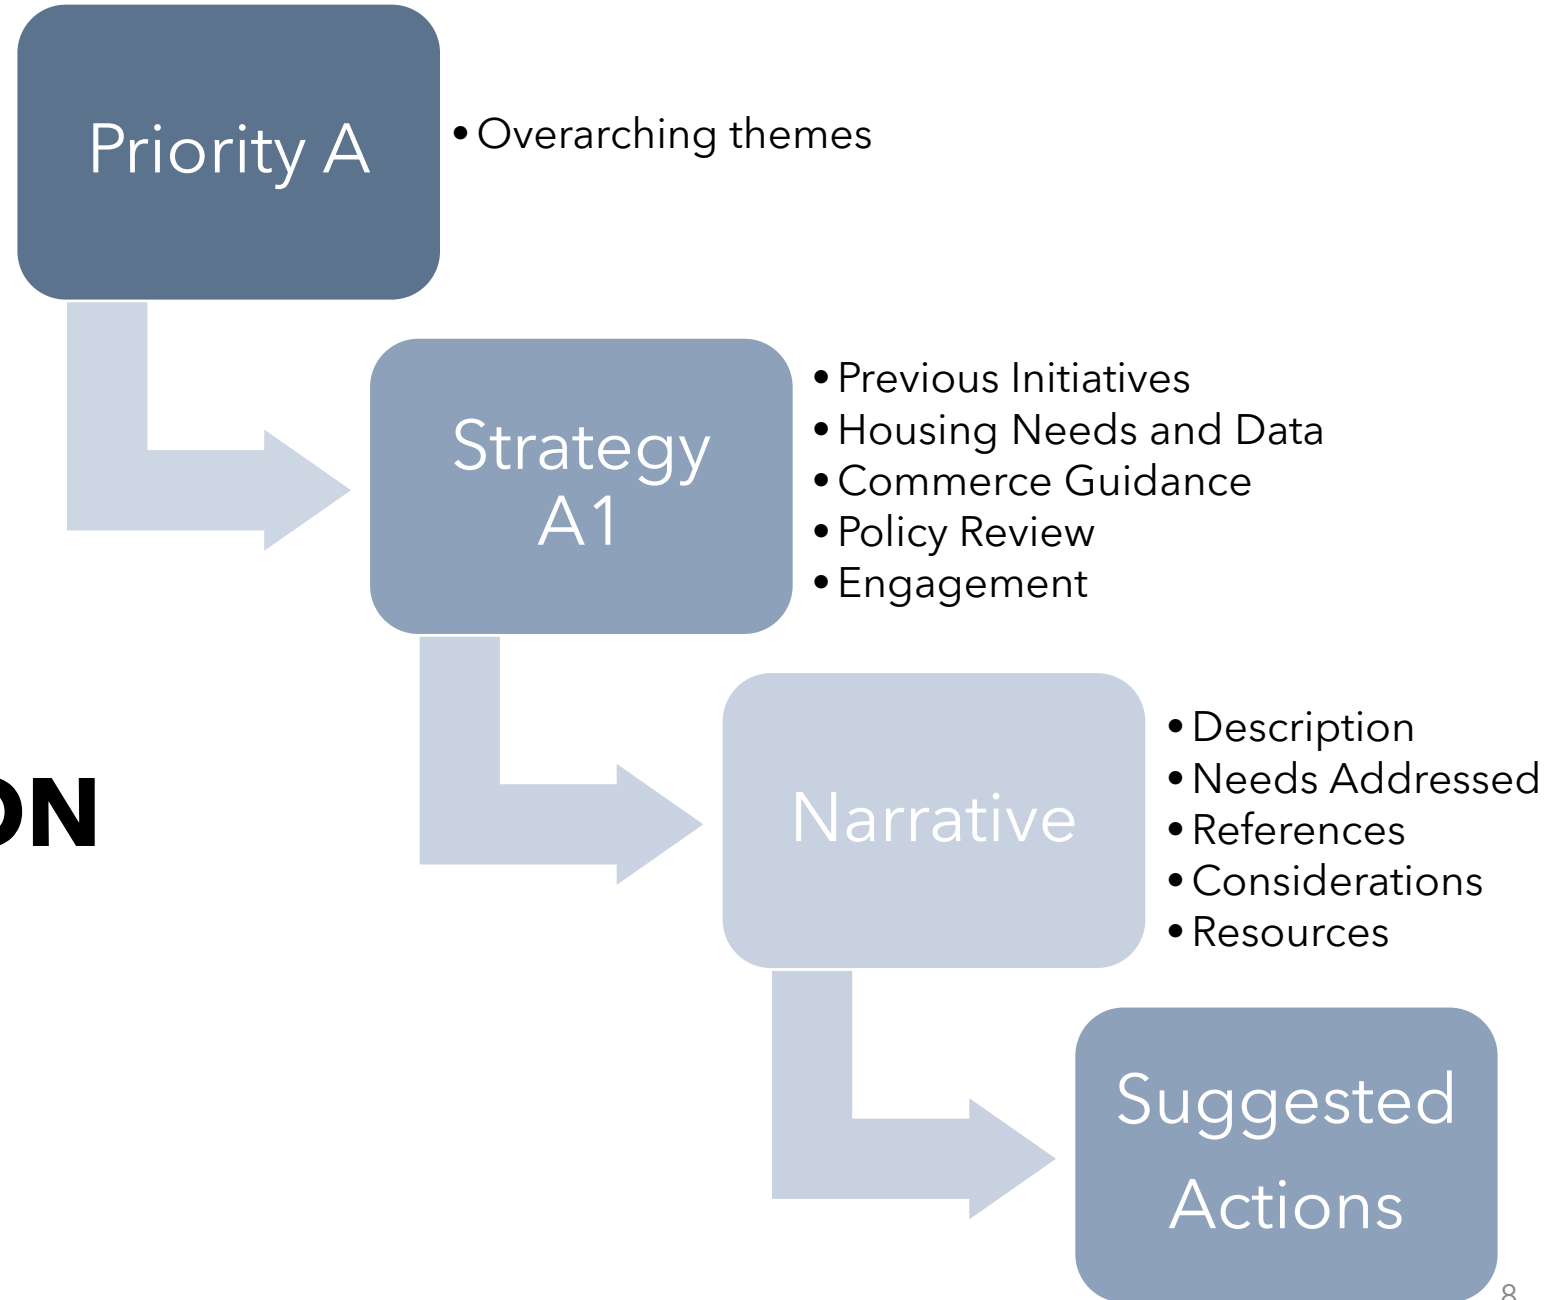 Priority A
•Overarching themes
Strategy
A1
•Previous Initiatives
•Housing Needs and Data
•Commerce Guidance
•Policy Review
•Engagement
ON
Narrative
•Description
•Needs Addressed
•References
•Considerations
•Resources
Suggested
Actions
8